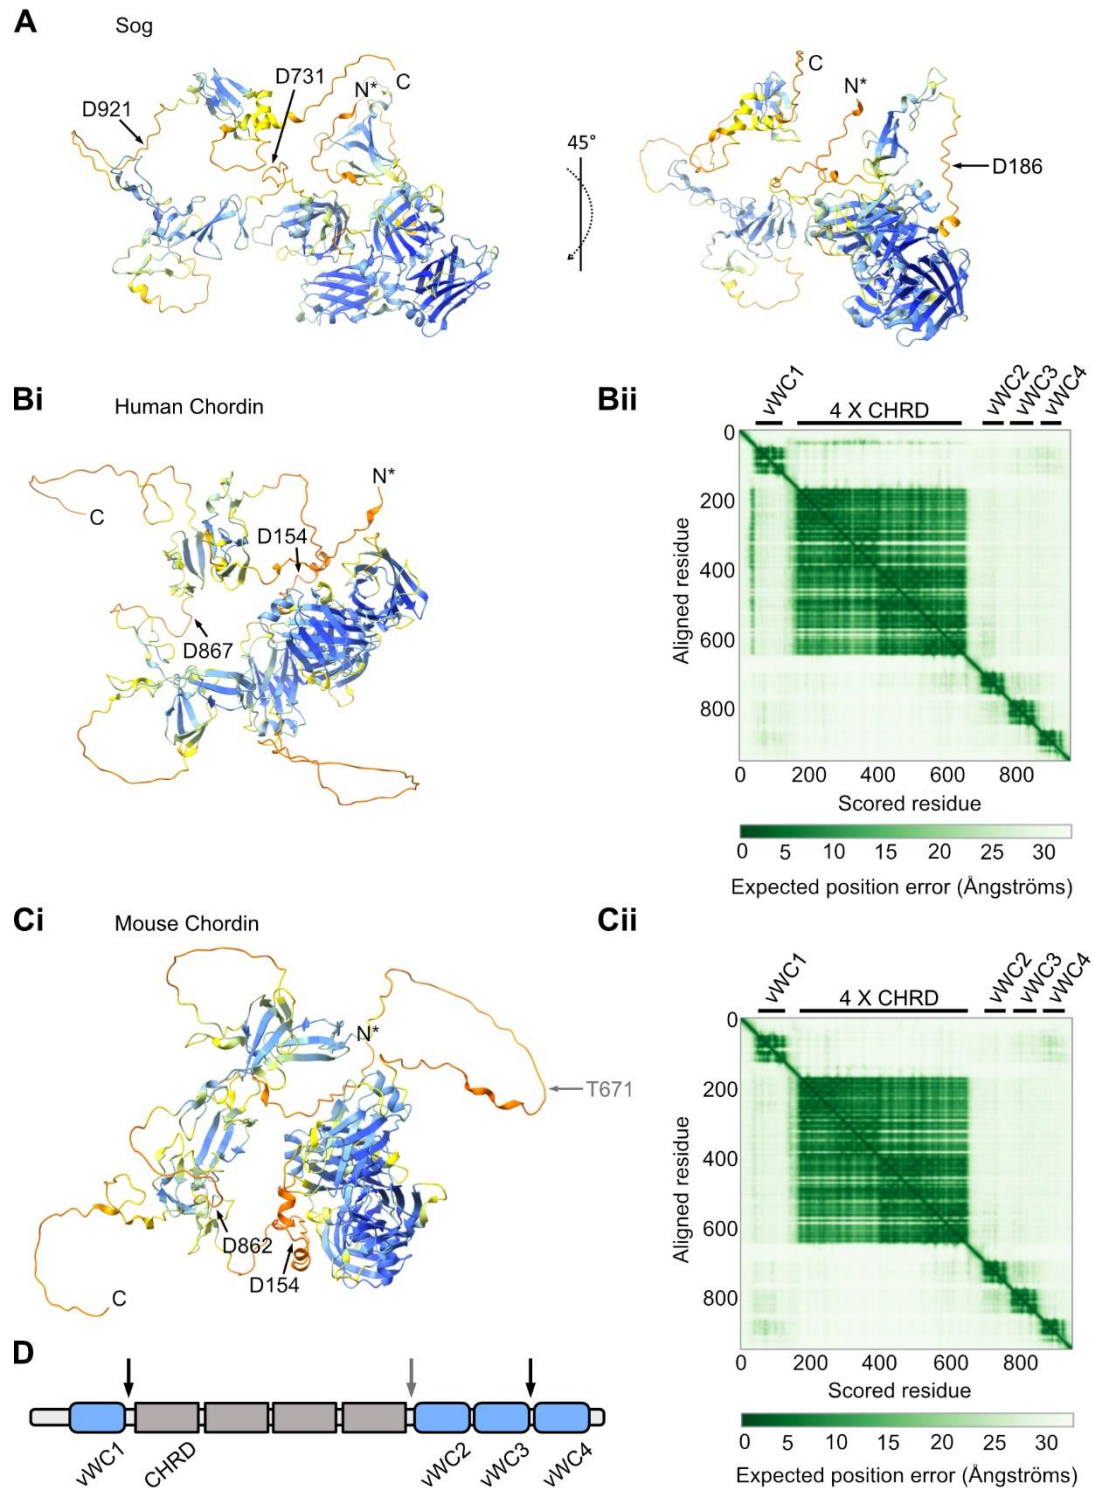 A
Sog
D731
N*
C
D921
45°
C
N*
D186
Bi
Human Chordin
N*
C
D154
D867
Bii
vWC1
4 X CHRD
vWC2
vWC3
vWC4
0
200
400
600
800
Aligned residue
0 200 400 600 800
Scored residue
0 5 10 15 20 25 30
Expected position error (Ångströms)
Ci
Mouse Chordin
N*
T671
D862
D154
C
Cii
vWC1
4 X CHRD
vWC2
vWC3
vWC4
0
200
400
600
800
Aligned residue
0 200 400 600 800
Scored residue
0 5 10 15 20 25 30
Expected position error (Ångströms)
D
vWC1
CHRD
vWC2
vWC3
vWC4